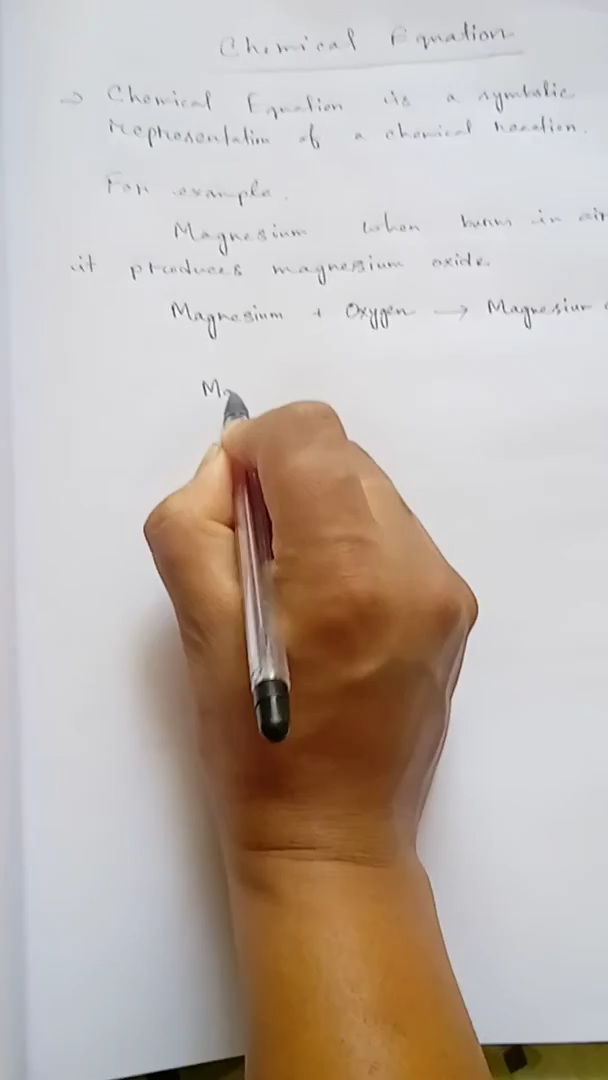 Chemical Equation
→ Chemical Equation is a symbolic
Representation of a chemical reaction.
For example.
Magnesium when burns in air
it produces magnesium oxide.
Magnesium + Oxygen → Magnesium
Mg